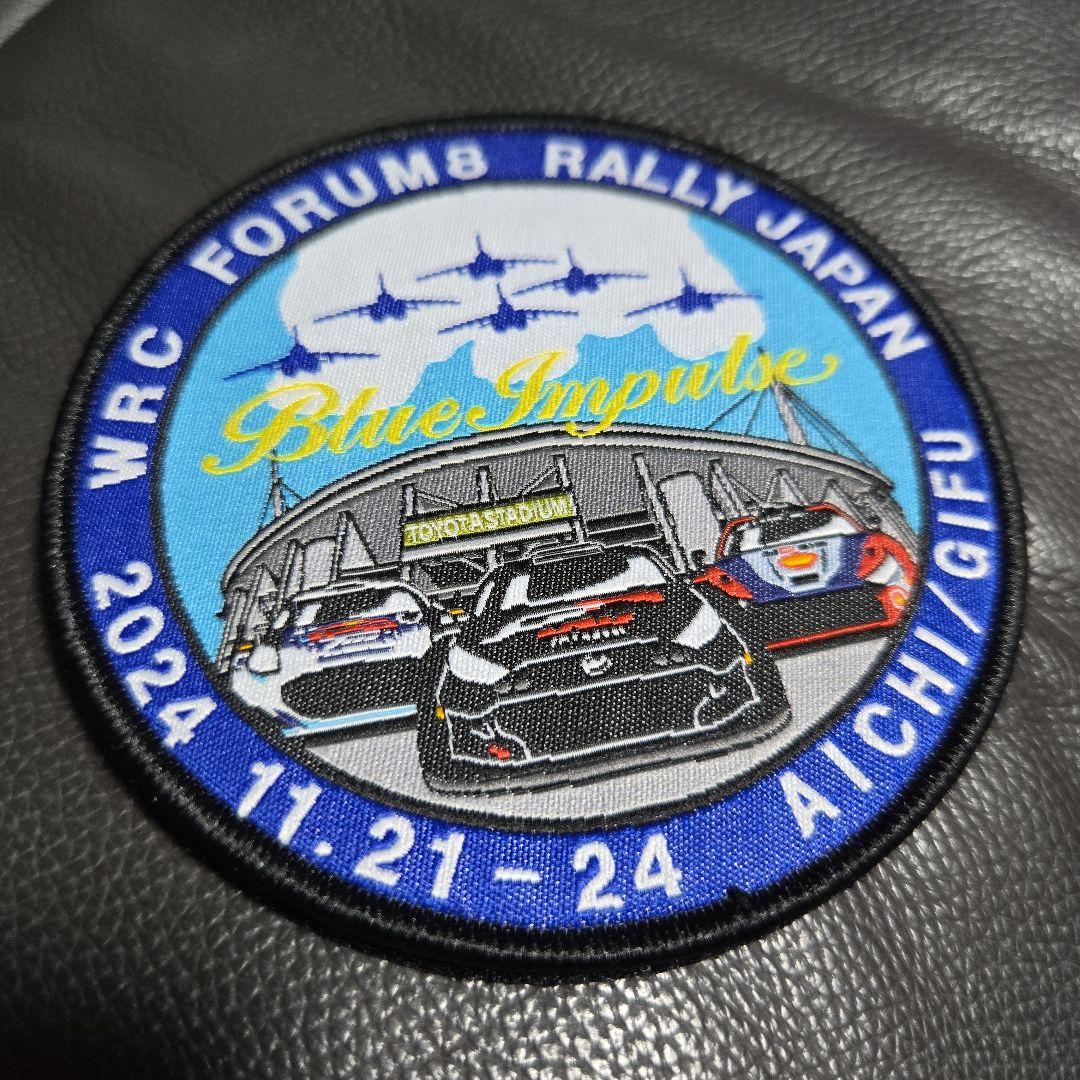 WRC FORUM8 RALLY JAPAN
Blue Impulse
TOYOTA STADIUM
2024 11.21-24 AICHI/GIFU